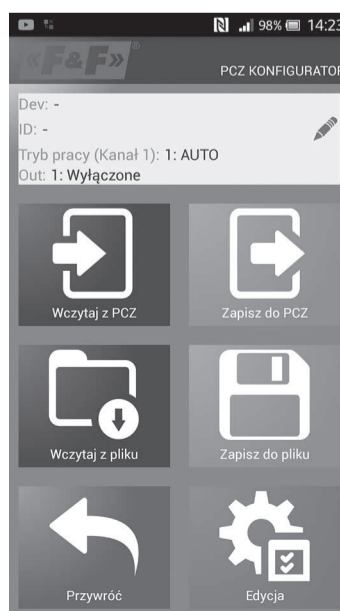 98% 14:23
«F&F»®
PCZ KONFIGURATOR
Dev: -
ID: -
Tryb pracy (Kanał 1): 1: AUTO
Out: 1: Wyłączone
Wczytaj z PCZ Zapisz do PCZ
Wczytaj z pliku Zapisz do pliku
Przywróć Edycja